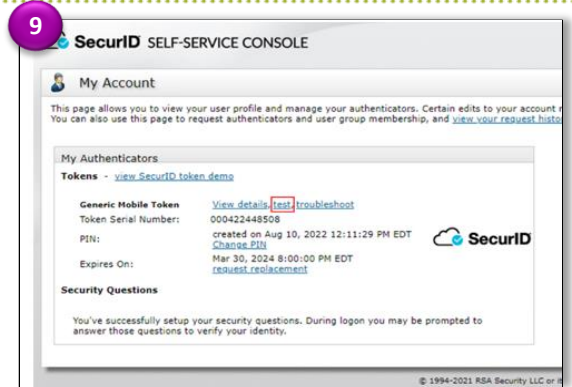 9
SecurID SELF-SERVICE CONSOLE
My Account
This page allows you to view your user profile and manage your authenticators. Certain edits to your account
You can also use this page to request authenticators and user group membership, and view your request
My Authenticators
Tokens - view SecurID token demo
Generic Mobile Token View details, test, troubleshoot
Token Serial Number: 000422448508
PIN: created on Aug 10, 2022 12:11:29 PM EDT
Change PIN
SecurID
Expires On: Mar 30, 2024 8:00:00 PM EDT
request replacement
Security Questions
You've successfully setup your security questions. During logon you may be prompted to
answer those questions to verify your identity.
© 1994-2021 RSA Security LLC or